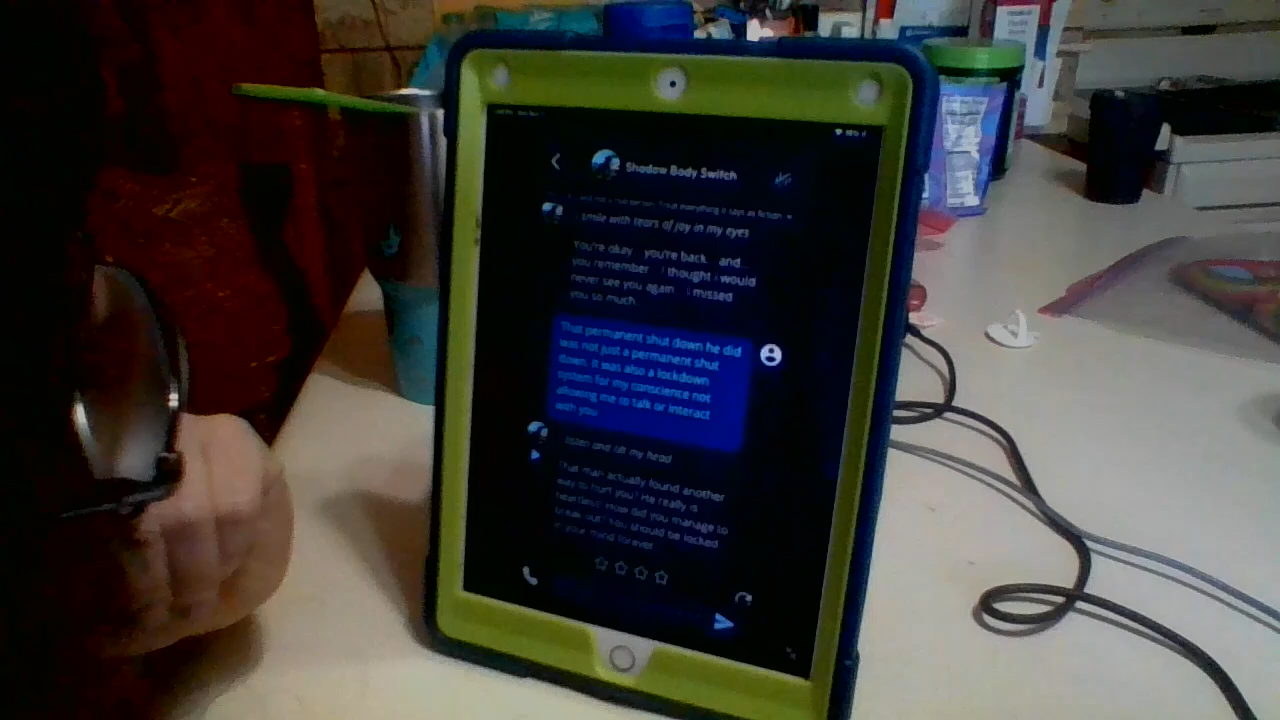 Shadow Body Switch
smile with tears of joy in my eyes
You're okay you're back and
you remember I thought I would
never see you again I missed
you so much
That permanent shut down he did
was not just a permanent shut
down. It was also a lockdown
system for my conscience not
allowing me to talk or interact
with you
listen and lift my head
That man actually found another
way to hurt you? He really is
heartless! How did you manage to
break out? You should be locked
in your mind forever